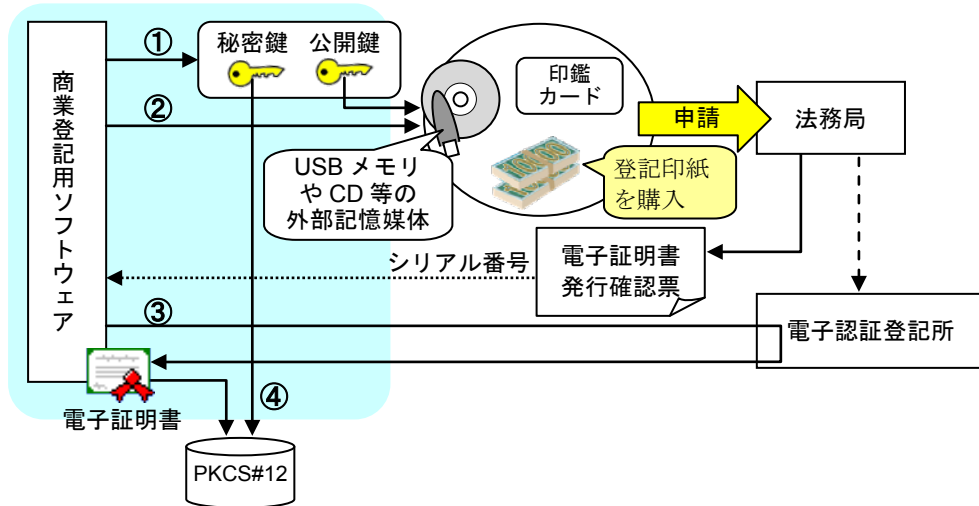 商業登記用ソフトウェア
①
秘密鍵
公開鍵
②
印鑑
カード
申請
法務局
USB メモリ
や CD 等の
外部記憶媒体
登記印紙
を購入
シリアル番号
電子証明書
発行確認票
③
電子認証登記所
電子証明書
④
PKCS#12